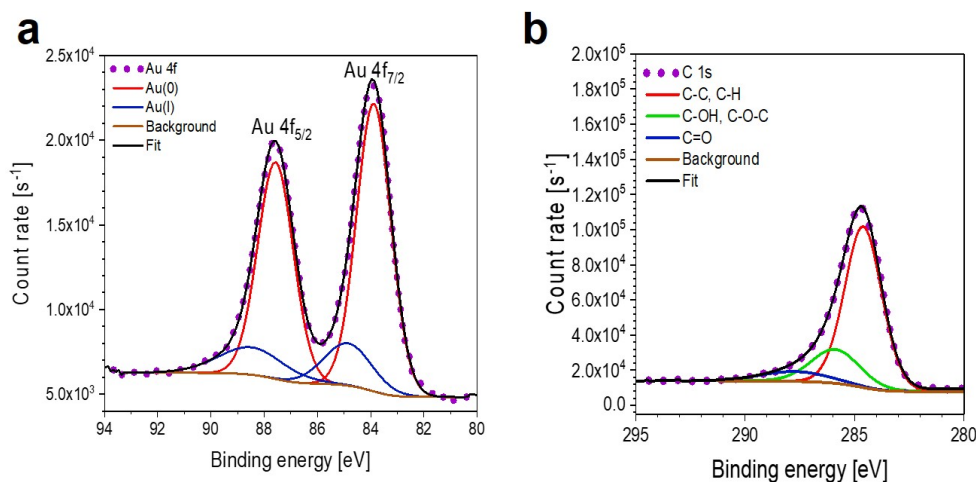 a
Au 4f
Au(0)
Au(I)
Background
Fit
Au 4f5/2
Au 4f7/2
2.5x10⁴
2.0x10⁴
1.5x10⁴
1.0x10⁴
5.0x10³
Count rate [s⁻¹]
94 92 90 88 86 84 82 80
Binding energy [eV]
b
C 1s
C-C, C-H
C-OH, C-O-C
C=O
Background
Fit
2.0x10⁵
1.8x10⁵
1.6x10⁵
1.4x10⁵
1.2x10⁵
1.0x10⁵
8.0x10⁴
6.0x10⁴
4.0x10⁴
2.0x10⁴
0.0
Count rate [s⁻¹]
295 290 285 280
Binding energy [eV]